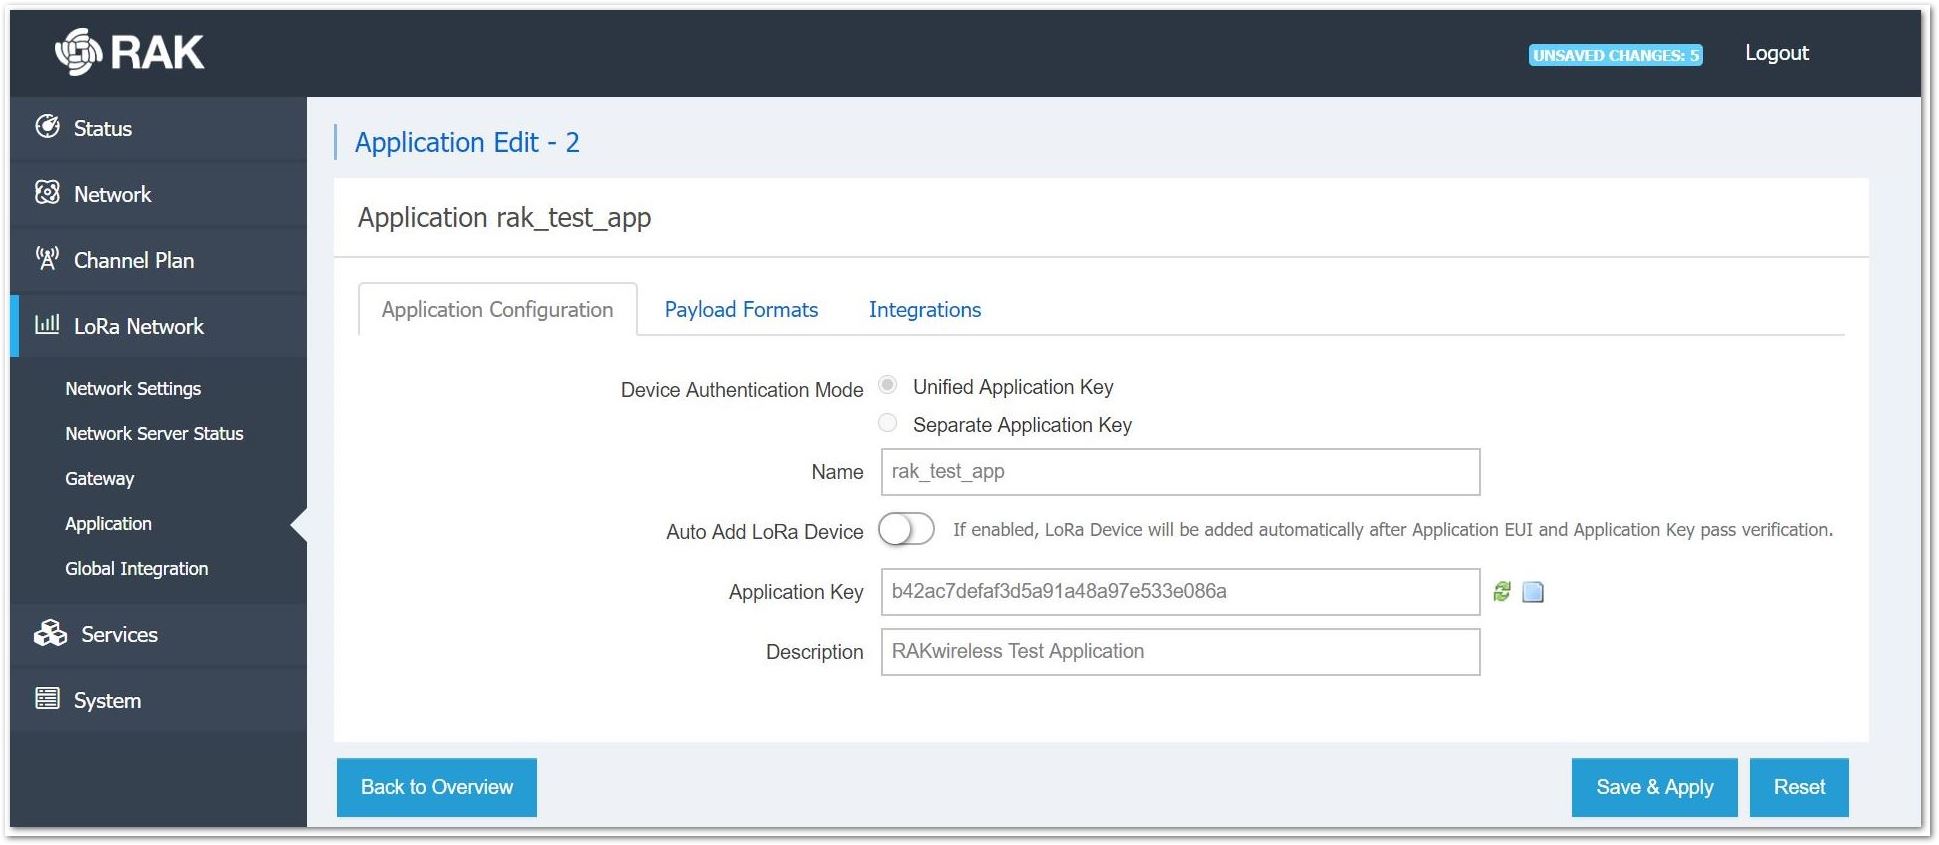 RAK
UNSAVED CHANGES: 5
Logout
Status
Network
Channel Plan
LoRa Network
Network Settings
Network Server Status
Gateway
Application
Global Integration
Services
System
Application Edit - 2
Application rak_test_app
Application Configuration
Payload Formats
Integrations
Device Authentication Mode
Unified Application Key
Separate Application Key
Name
rak_test_app
Auto Add LoRa Device
If enabled, LoRa Device will be added automatically after Application EUI and Application Key pass verification.
Application Key
b42ac7defaf3d5a91a48a97e533e086a
Description
RAKwireless Test Application
Back to Overview
Save & Apply
Reset